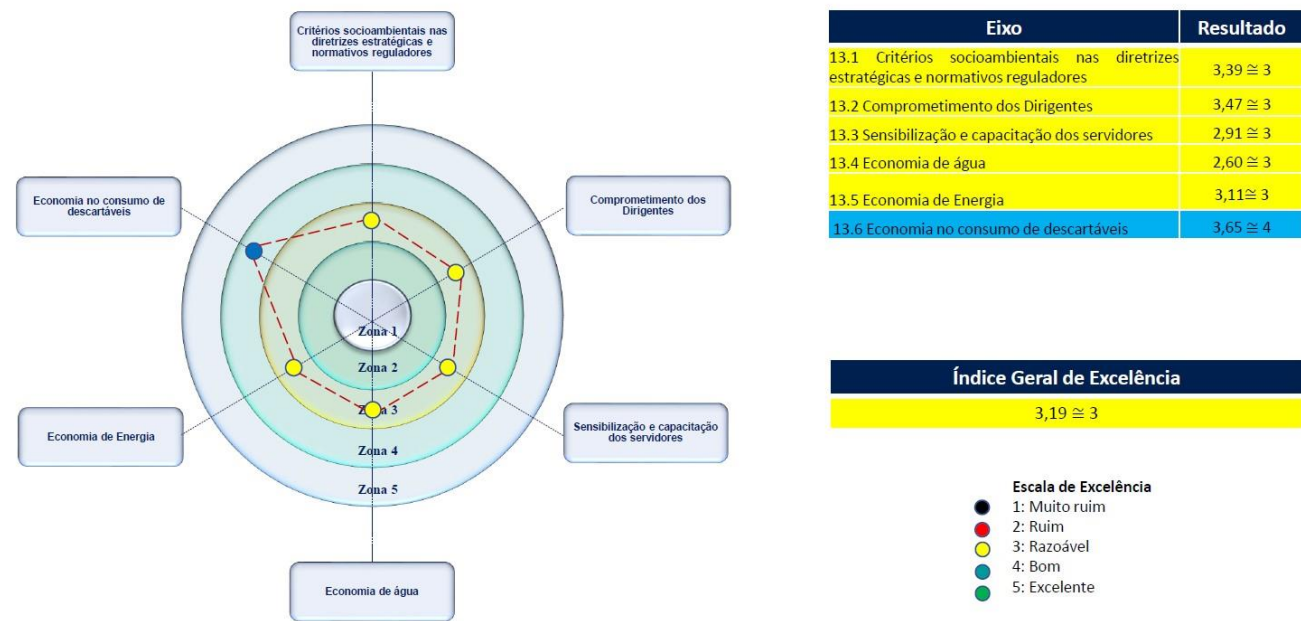 Critérios socioambientais nas
diretrizes estratégicas e
normativos reguladores
Economia no consumo de
descartáveis
Comprometimento dos
Dirigentes
Zona 1
Zona 2
Zona 3
Zona 4
Zona 5
Economia de Energia
Sensibilização e capacitação
dos servidores
Economia de água
Eixo Resultado
13.1 Critérios socioambientais nas diretrizes
estratégicas e normativos reguladores 3,39 ≅ 3
13.2 Comprometimento dos Dirigentes 3,47 ≅ 3
13.3 Sensibilização e capacitação dos servidores 2,91 ≅ 3
13.4 Economia de água 2,60 ≅ 3
13.5 Economia de Energia 3,11≅ 3
13.6 Economia no consumo de descartáveis 3,65 ≅ 4
Índice Geral de Excelência
3,19 ≅ 3
Escala de Excelência
1: Muito ruim
2: Ruim
3: Razoável
4: Bom
5: Excelente